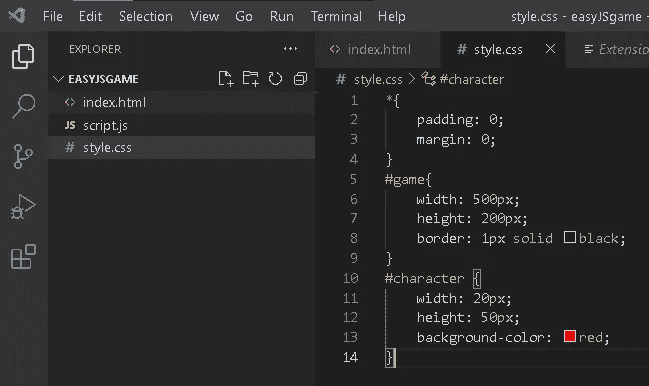 File Edit Selection View Go Run Terminal Help style.css - easyJSgame -
EXPLORER ...
index.html
style.css
Extensio
EASYJSGAME
<> index.html
JS script.js
# style.css
# style.css > #character
1 *{
2 padding: 0;
3 margin: 0;
4 }
5 #game{
6 width: 500px;
7 height: 200px;
8 border: 1px solid black;
9 }
10 #character {
11 width: 20px;
12 height: 50px;
13 background-color: red;
14 }